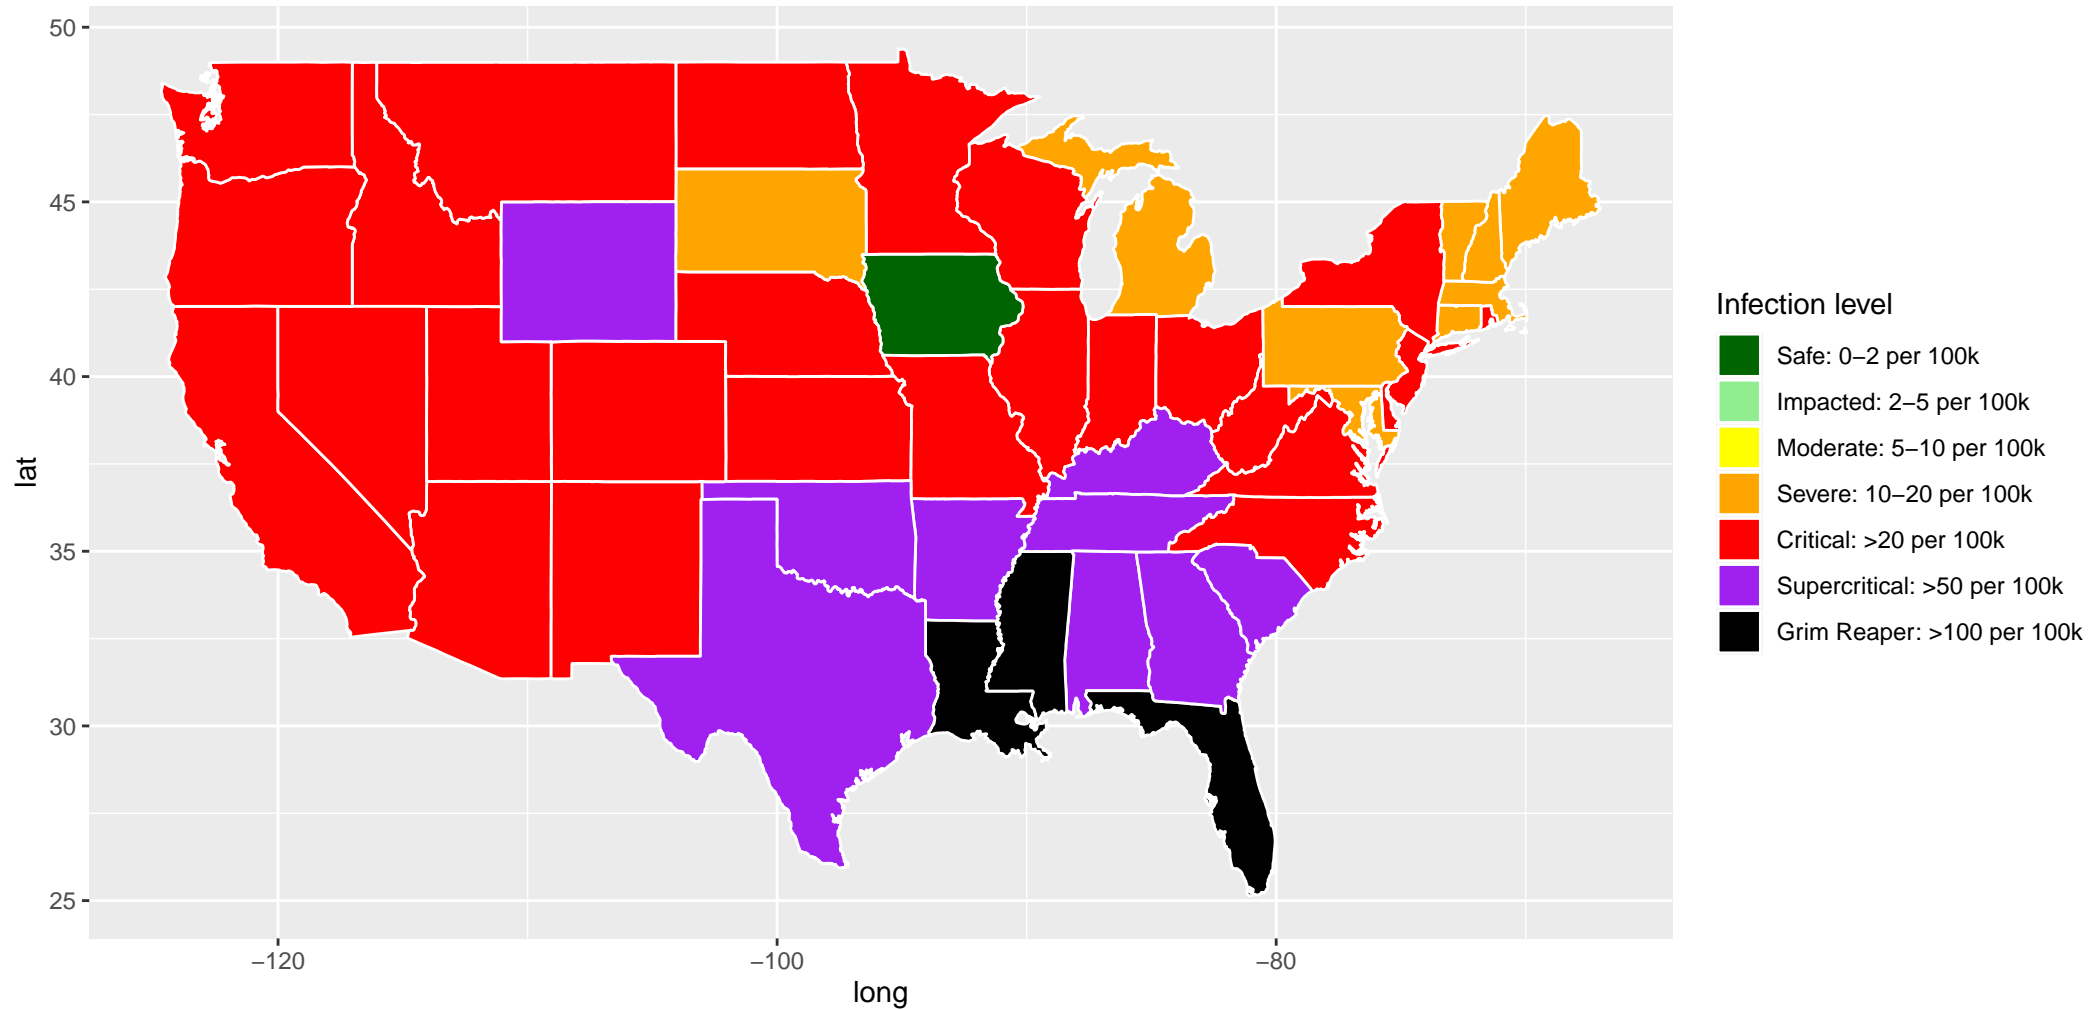 50
45
40
35
30
25
lat
−120
−100
−80
long
Infection level
Safe: 0−2 per 100k
Impacted: 2−5 per 100k
Moderate: 5−10 per 100k
Severe: 10−20 per 100k
Critical: >20 per 100k
Supercritical: >50 per 100k
Grim Reaper: >100 per 100k